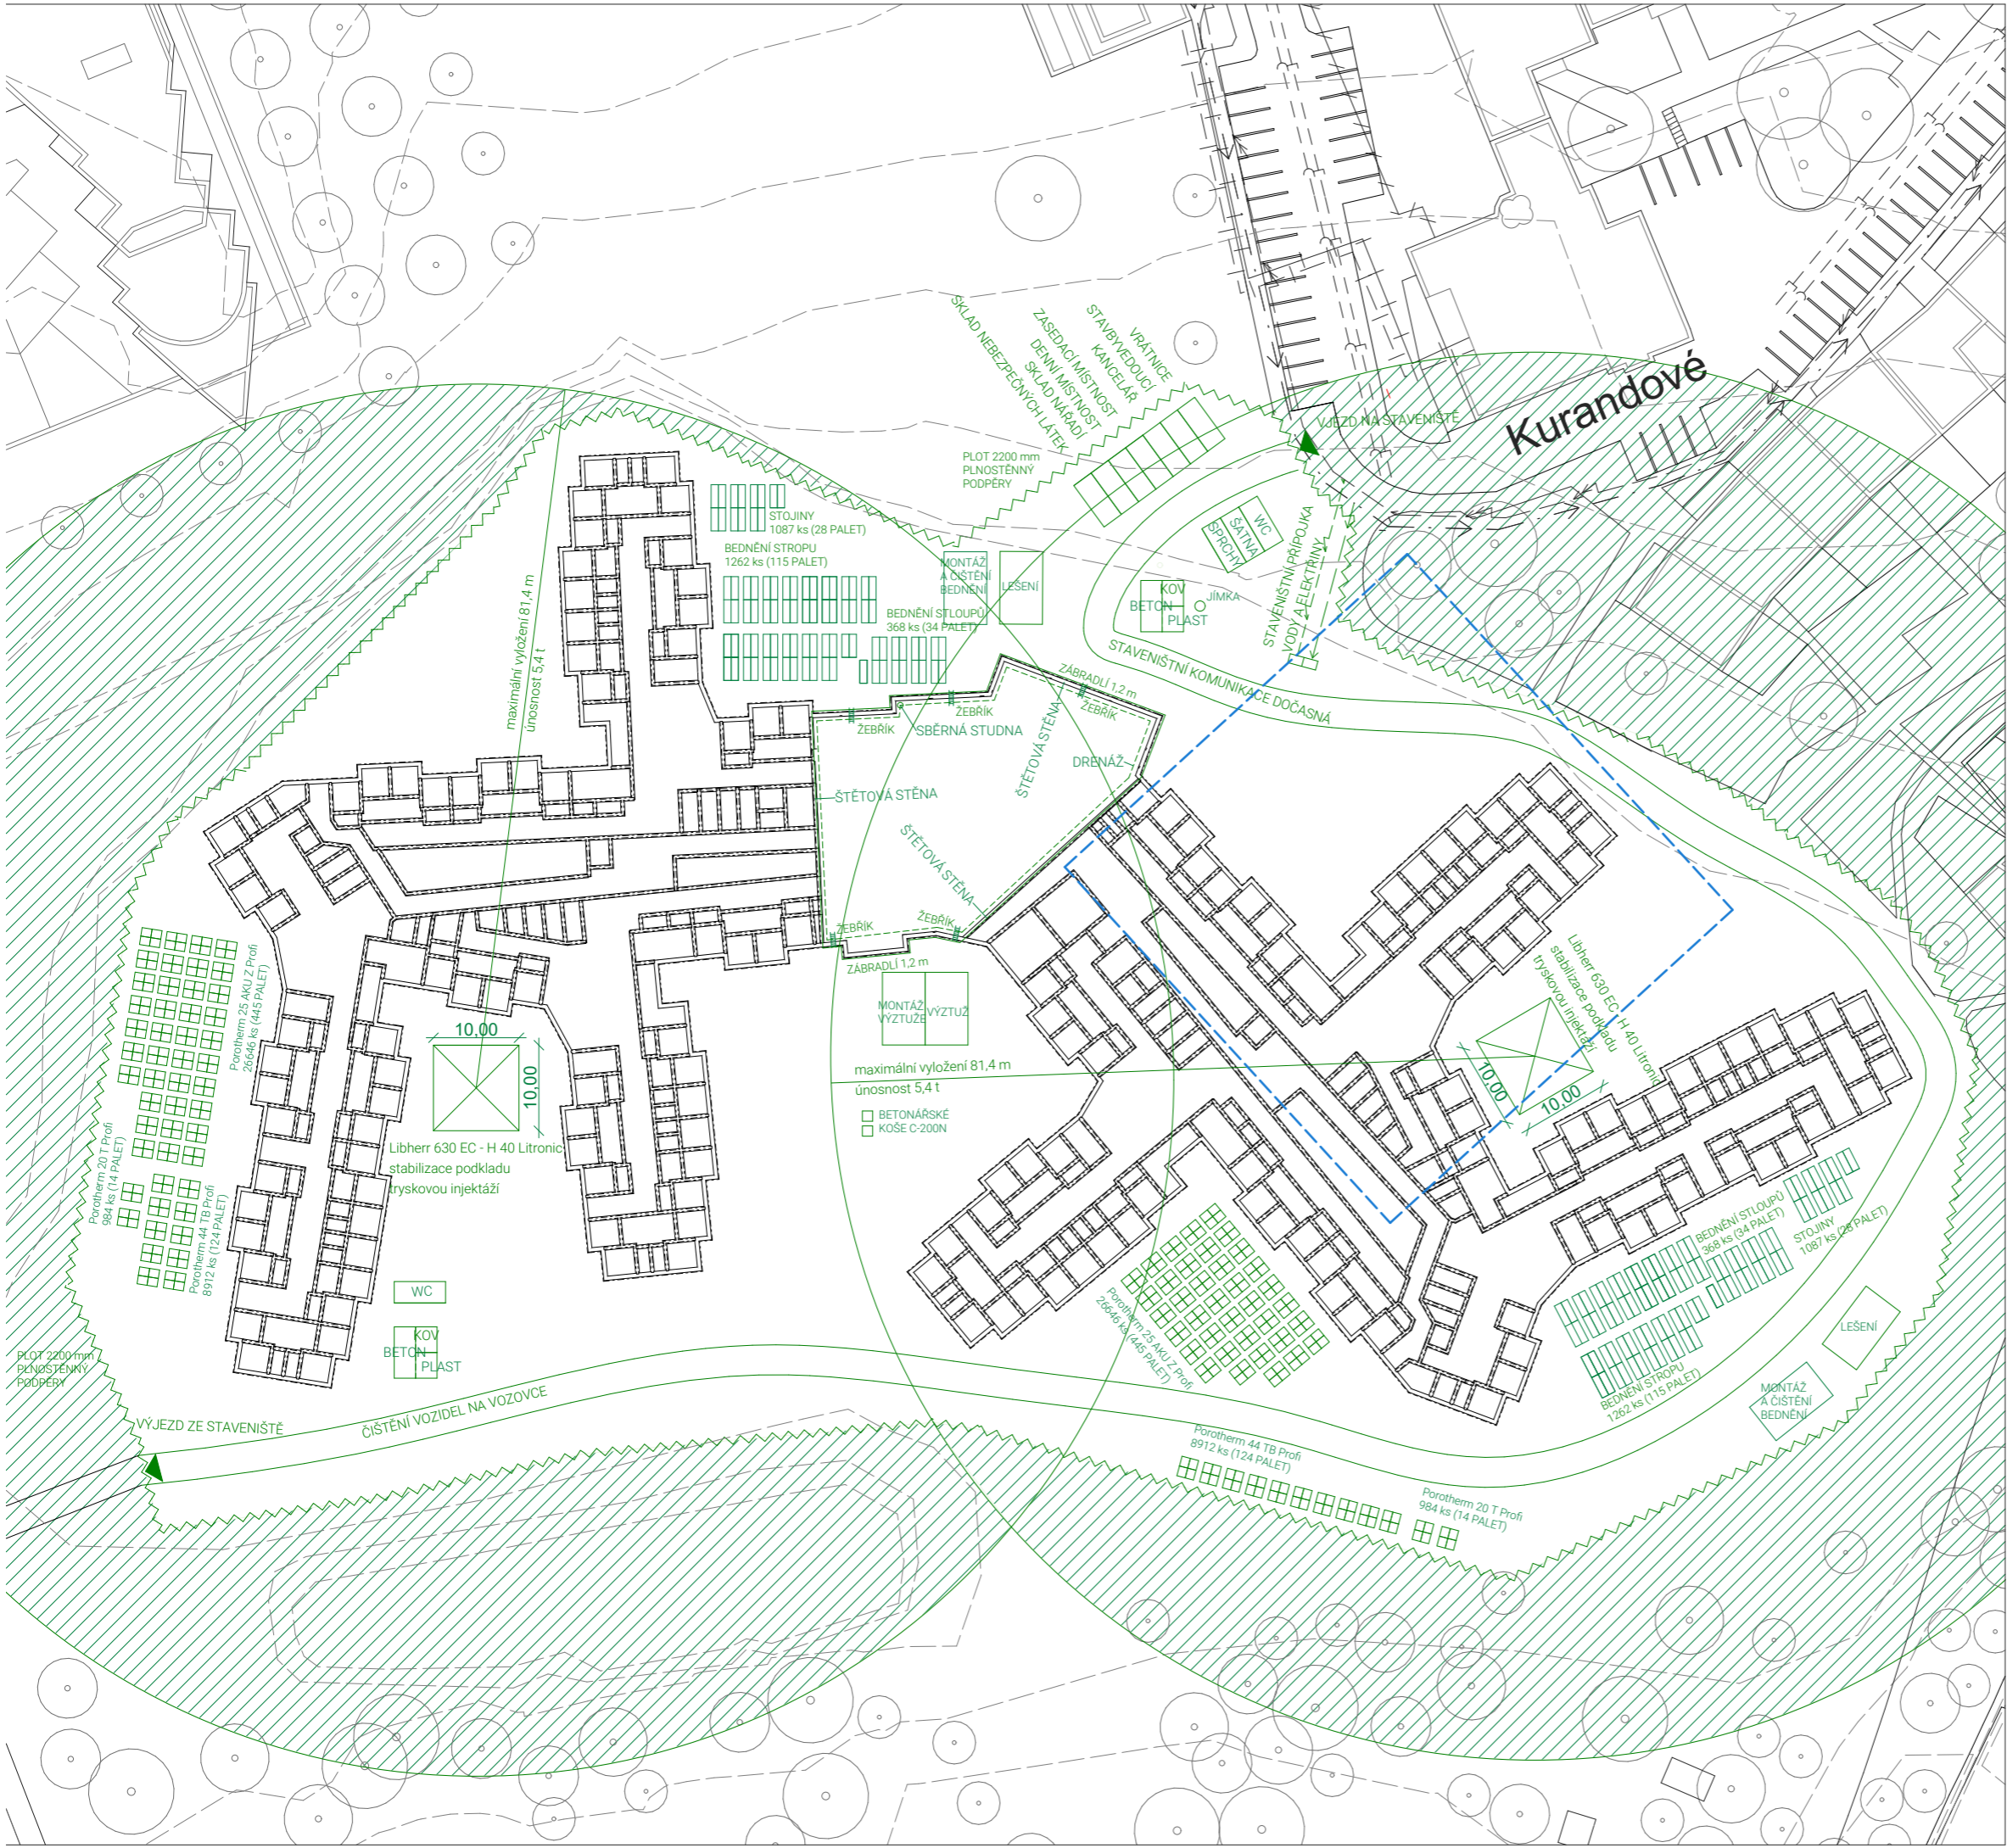 SKLAD NEBEZPEČNÝCH LÁTEK
SKLAD NÁŘADÍ
DENNÍ MÍSTNOST
ZASEDACÍ MÍSTNOST
KANCELÁŘ
STAVBYVEDOUCÍ
VRÁTNICE
Kurandové
VJEZD NA STAVENIŠTĚ
PLOT 2200 mm
PLNOSTĚNNÝ
PODPĚRY
STOJINY
1087 ks (28 PALET)
BEDNĚNÍ STROPU
1262 ks (115 PALET)
BEDNĚNÍ STLOUPŮ
368 ks (34 PALET)
MONTÁŽ
A ČIŠTĚNÍ
BEDNĚNÍ
LEŠENÍ
SPRCHY
ŠATNA
WC
KOV
BETON
PLAST
JÍMKA
STAVENIŠTNÍ PŘÍPOJKA
VODY A ELEKTŘINY
STAVENIŠTNÍ KOMUNIKACE DOČASNÁ
maximální vyložení 81,4 m
únosnost 5,4 t
ZÁBRADLÍ 1,2 m
ŽEBŘÍK
ŽEBŘÍK
ŽEBŘÍK
SBĚRNÁ STUDNA
ŠTĚTOVÁ STĚNA
DRENÁŽ
ŠTĚTOVÁ STĚNA
ŠTĚTOVÁ STĚNA
ŽEBŘÍK
ŽEBŘÍK
ZÁBRADLÍ 1,2 m
MONTÁŽ
VÝZTUŽE
VÝZTUŽ
maximální vyložení 81,4 m
únosnost 5,4 t
BETONÁŘSKÉ
KOŠE C-200N
Porotherm 25 AKU Z Profi
26646 ks (445 PALET)
Porotherm 20 T Profi
984 ks (14 PALET)
Porotherm 44 TB Profi
8912 ks (124 PALET)
10,00
10,00
Libherr 630 EC - H 40 Litronic
stabilizace podkladu
tryskovou injektáží
Libherr 630 EC - H 40 Litronic
stabilizace podkladu
tryskovou injektáží
10,00
10,00
WC
KOV
BETON
PLAST
PLOT 2200 mm
PLNOSTĚNNÝ
PODPĚRY
VÝJEZD ZE STAVENIŠTĚ
ČIŠTĚNÍ VOZIDEL NA VOZOVCE
Porotherm 25 AKU Z Profi
26646 ks (445 PALET)
BEDNĚNÍ STLOUPŮ
368 ks (34 PALET)
STOJINY
1087 ks (28 PALET)
BEDNĚNÍ STROPU
1262 ks (115 PALET)
LEŠENÍ
MONTÁŽ
A ČIŠTĚNÍ
BEDNĚNÍ
Porotherm 44 TB Profi
8912 ks (124 PALET)
Porotherm 20 T Profi
984 ks (14 PALET)